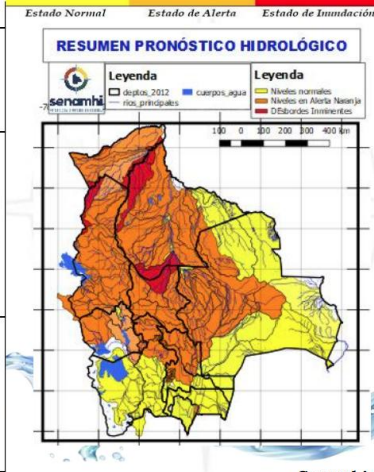 Estado Normal Estado de Alerta Estado de Inundación
RESUMEN PRONÓSTICO HIDROLÓGICO
senamhi
Leyenda
deptos_2012 cuerpos_agua
rios_principales
Leyenda
Niveles normales
Niveles en Alerta Naranja
DEsbordes Inminentes
100 0 100 200 300 400 km